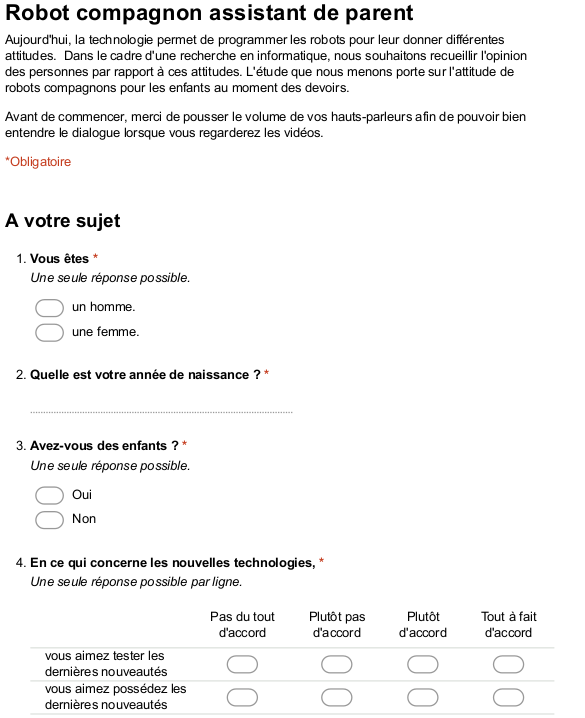 Robot compagnon assistant de parent
Aujourd'hui, la technologie permet de programmer les robots pour leur donner différentes
attitudes.  Dans le cadre d'une recherche en informatique, nous souhaitons recueillir l'opinion
des personnes par rapport à ces attitudes. L'étude que nous menons porte sur l'attitude de
robots compagnons pour les enfants au moment des devoirs.
Avant de commencer, merci de pousser le volume de vos hauts-parleurs afin de pouvoir bien
entendre le dialogue lorsque vous regarderez les vidéos.
*Obligatoire
A votre sujet
1. Vous êtes *
Une seule réponse possible.
un homme.
une femme.
2. Quelle est votre année de naissance ? *
3. Avez-vous des enfants ? *
Une seule réponse possible.
Oui
Non
4. En ce qui concerne les nouvelles technologies, *
Une seule réponse possible par ligne.
Pas du tout d'accord
Plutôt pas d'accord
Plutôt d'accord
Tout à fait d'accord
vous aimez tester les
dernières nouveautés
vous aimez possédez les
dernières nouveautés